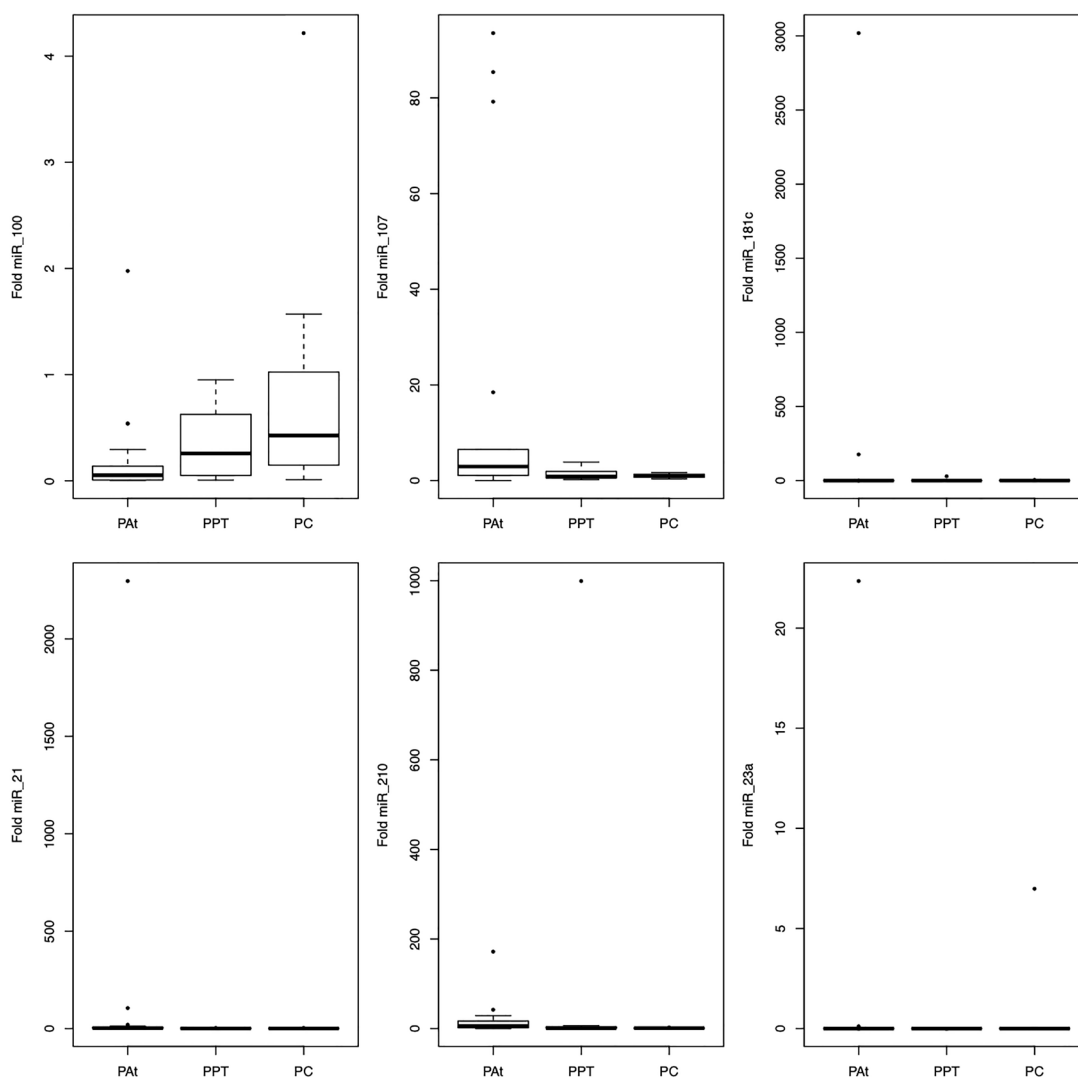 Fold miR_100
4
3
2
1
0
PAt PPT PC
Fold miR_107
80
60
40
20
0
PAt PPT PC
Fold miR_181c
3000
2500
2000
1500
1000
500
0
PAt PPT PC
Fold miR_21
2000
1500
1000
500
0
PAt PPT PC
Fold miR_210
1000
800
600
400
200
0
PAt PPT PC
Fold miR_23a
20
15
10
5
0
PAt PPT PC